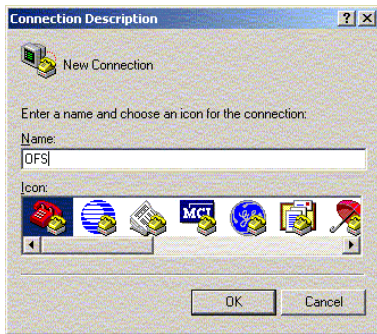 Connection Description
New Connection
Enter a name and choose an icon for the connection:
Name:
OFS
Icon:
MCI
OK
Cancel